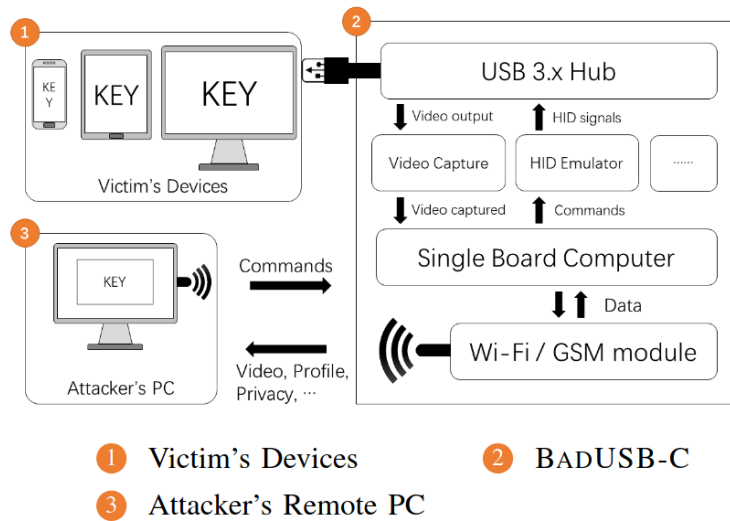 1
KE
Y
KEY
KEY
Victim's Devices
2
USB 3.x Hub
Video output
HID signals
Video Capture
HID Emulator
......
Video captured
Commands
Single Board Computer
Data
Wi-Fi / GSM module
3
KEY
Attacker's PC
Commands
Video, Profile,
Privacy, ...
1 Victim's Devices
2 BADUSB-C
3 Attacker's Remote PC